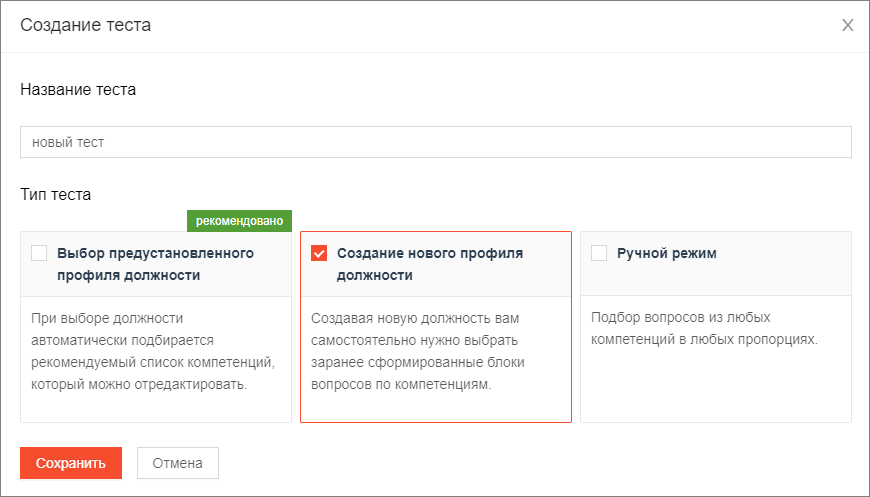 Создание теста
X
Название теста
новый тест
Тип теста
рекомендовано
Выбор предустановленного
профиля должности
При выборе должности
автоматически подбирается
рекомендуемый список компетенций,
который можно отредактировать.
Создание нового профиля
должности
Создавая новую должность вам
самостоятельно нужно выбрать
заранее сформированные блоки
вопросов по компетенциям.
Ручной режим
Подбор вопросов из любых
компетенций в любых пропорциях.
Сохранить
Отмена